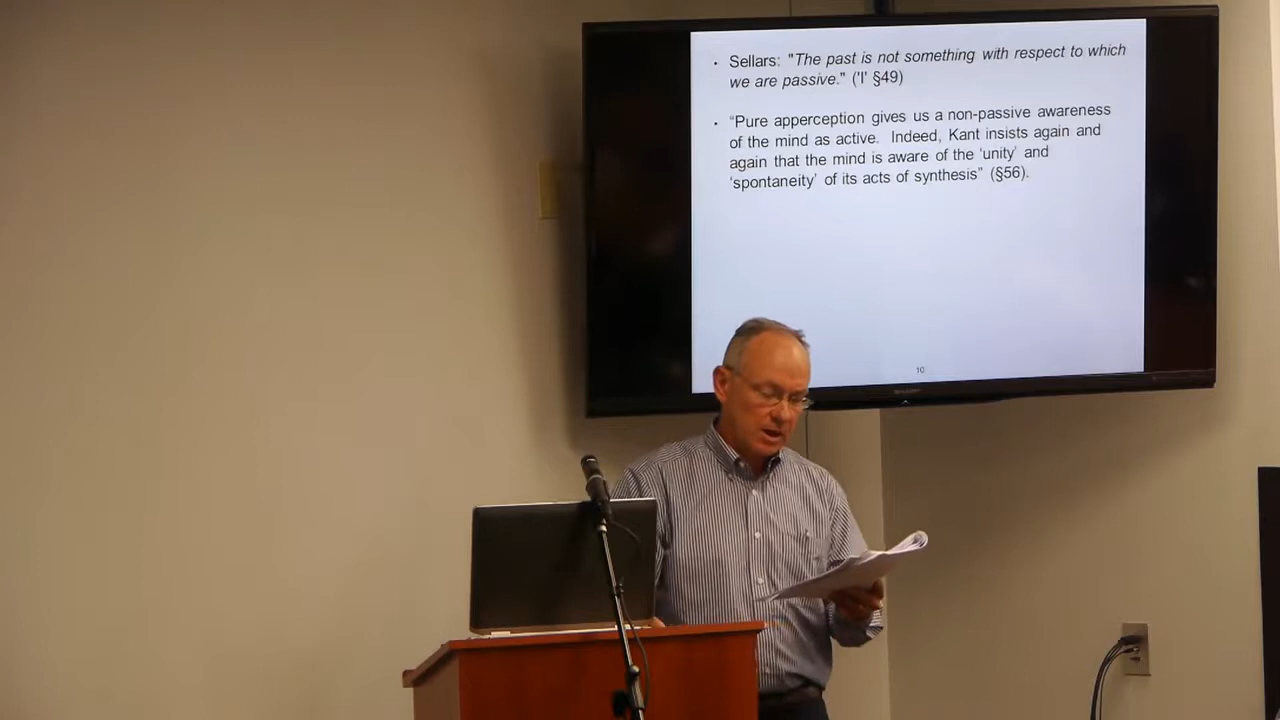 • Sellars: "The past is not something with respect to which
we are passive." ('I' §49)
• “Pure apperception gives us a non-passive awareness
of the mind as active. Indeed, Kant insists again and
again that the mind is aware of the ‘unity’ and
‘spontaneity’ of its acts of synthesis” (§56).
10